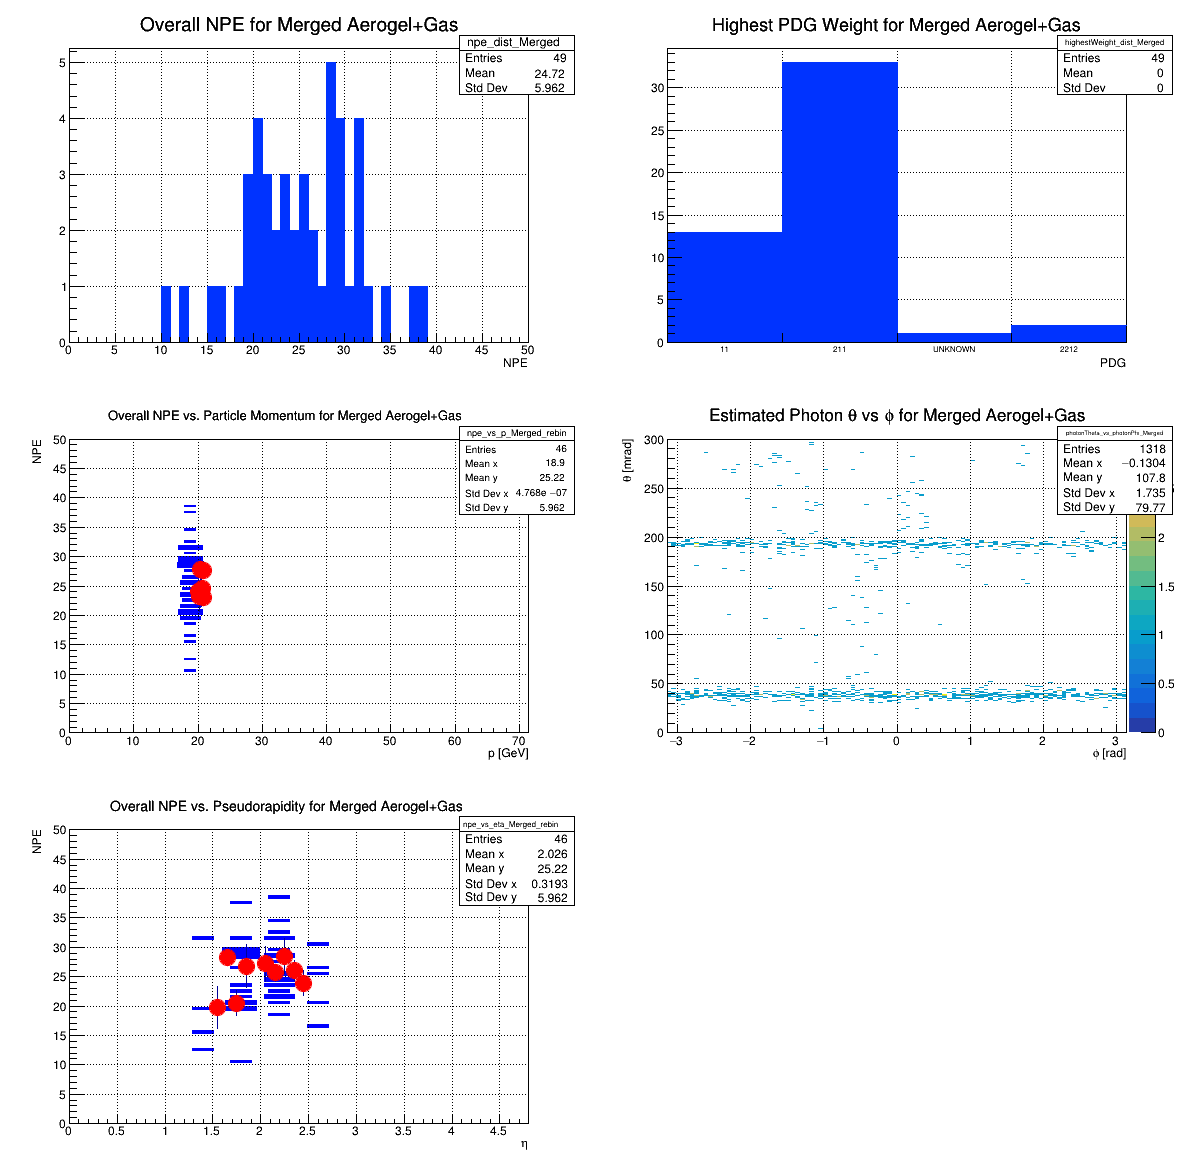 Overall NPE for Merged Aerogel+Gas
npe_dist_Merged
Entries 49
Mean 24.72
Std Dev 5.962
5
4
3
2
1
0
0 5 10 15 20 25 30 35 40 45 50
NPE
Highest PDG Weight for Merged Aerogel+Gas
highestWeight_dist_Merged
Entries 49
Mean 0
Std Dev 0
30
25
20
15
10
5
0
11 211 UNKNOWN 2212
PDG
Overall NPE vs. Particle Momentum for Merged Aerogel+Gas
npe_vs_p_Merged_rebin
Entries 46
Mean x 18.9
Mean y 25.22
Std Dev x 4.768e −07
Std Dev y 5.962
NPE
50
45
40
35
30
25
20
15
10
5
0
0 10 20 30 40 50 60 70
p [GeV]
Estimated Photon θ vs ϕ for Merged Aerogel+Gas
photonTheta_vs_photonPhi_Merged
Entries 1318
Mean x −0.1304
Mean y 107.8
Std Dev x 1.735
Std Dev y 79.77
θ [mrad]
300
250
200
150
100
50
0
−3 −2 −1 0 1 2 3
ϕ [rad]
2
1.5
1
0.5
0
Overall NPE vs. Pseudorapidity for Merged Aerogel+Gas
npe_vs_eta_Merged_rebin
Entries 46
Mean x 2.026
Mean y 25.22
Std Dev x 0.3193
Std Dev y 5.962
NPE
50
45
40
35
30
25
20
15
10
5
0
0 0.5 1 1.5 2 2.5 3 3.5 4 4.5
η